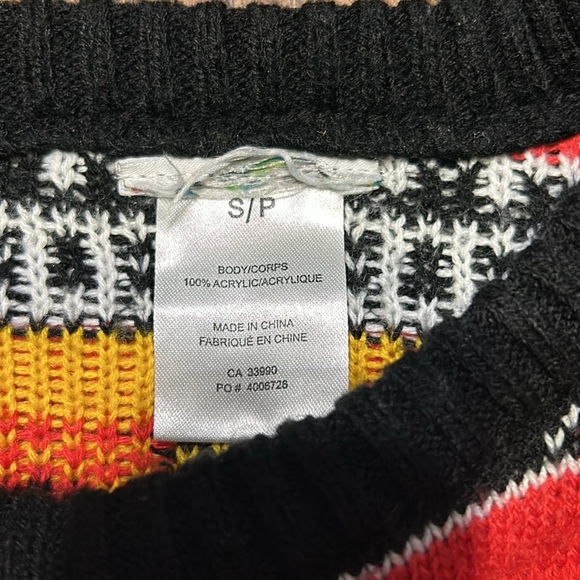 S/P
BODY/CORPS
100% ACRYLIC/ACRYLIQUE
MADE IN CHINA
FABRIQUÉ EN CHINE
CA 33990
PO # 4006726